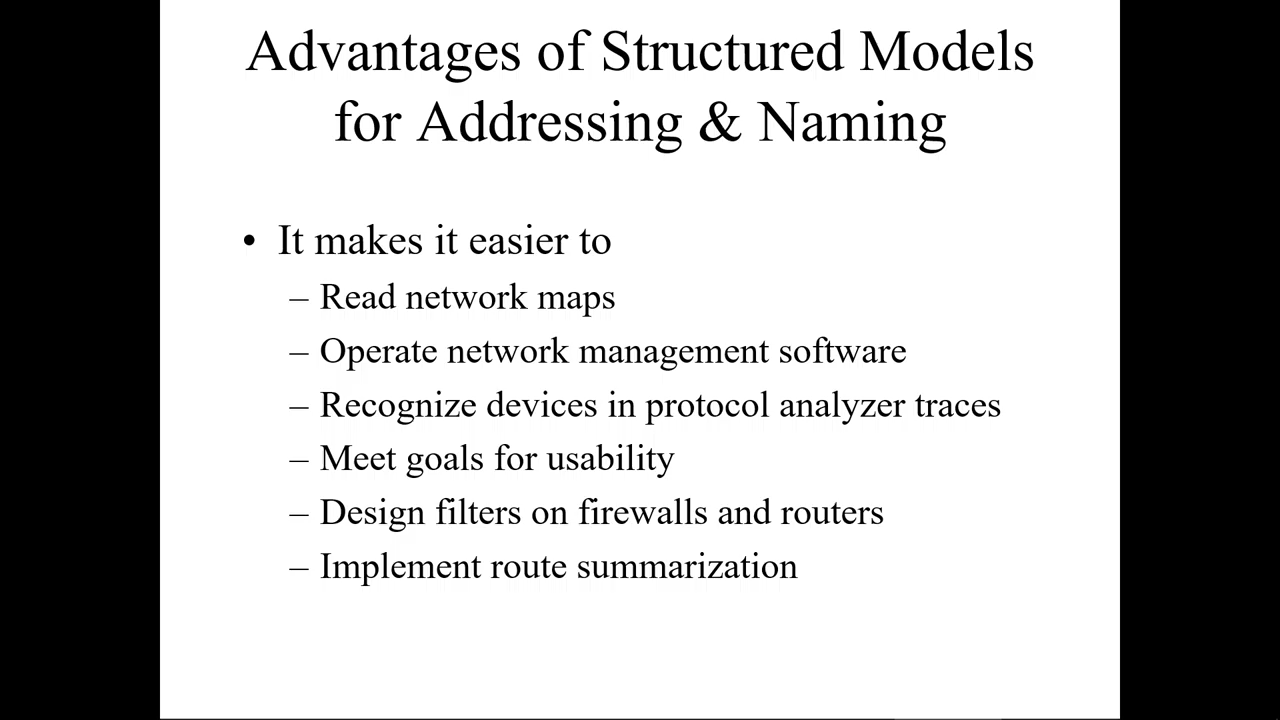 Advantages of Structured Models
for Addressing & Naming
• It makes it easier to
– Read network maps
– Operate network management software
– Recognize devices in protocol analyzer traces
– Meet goals for usability
– Design filters on firewalls and routers
– Implement route summarization